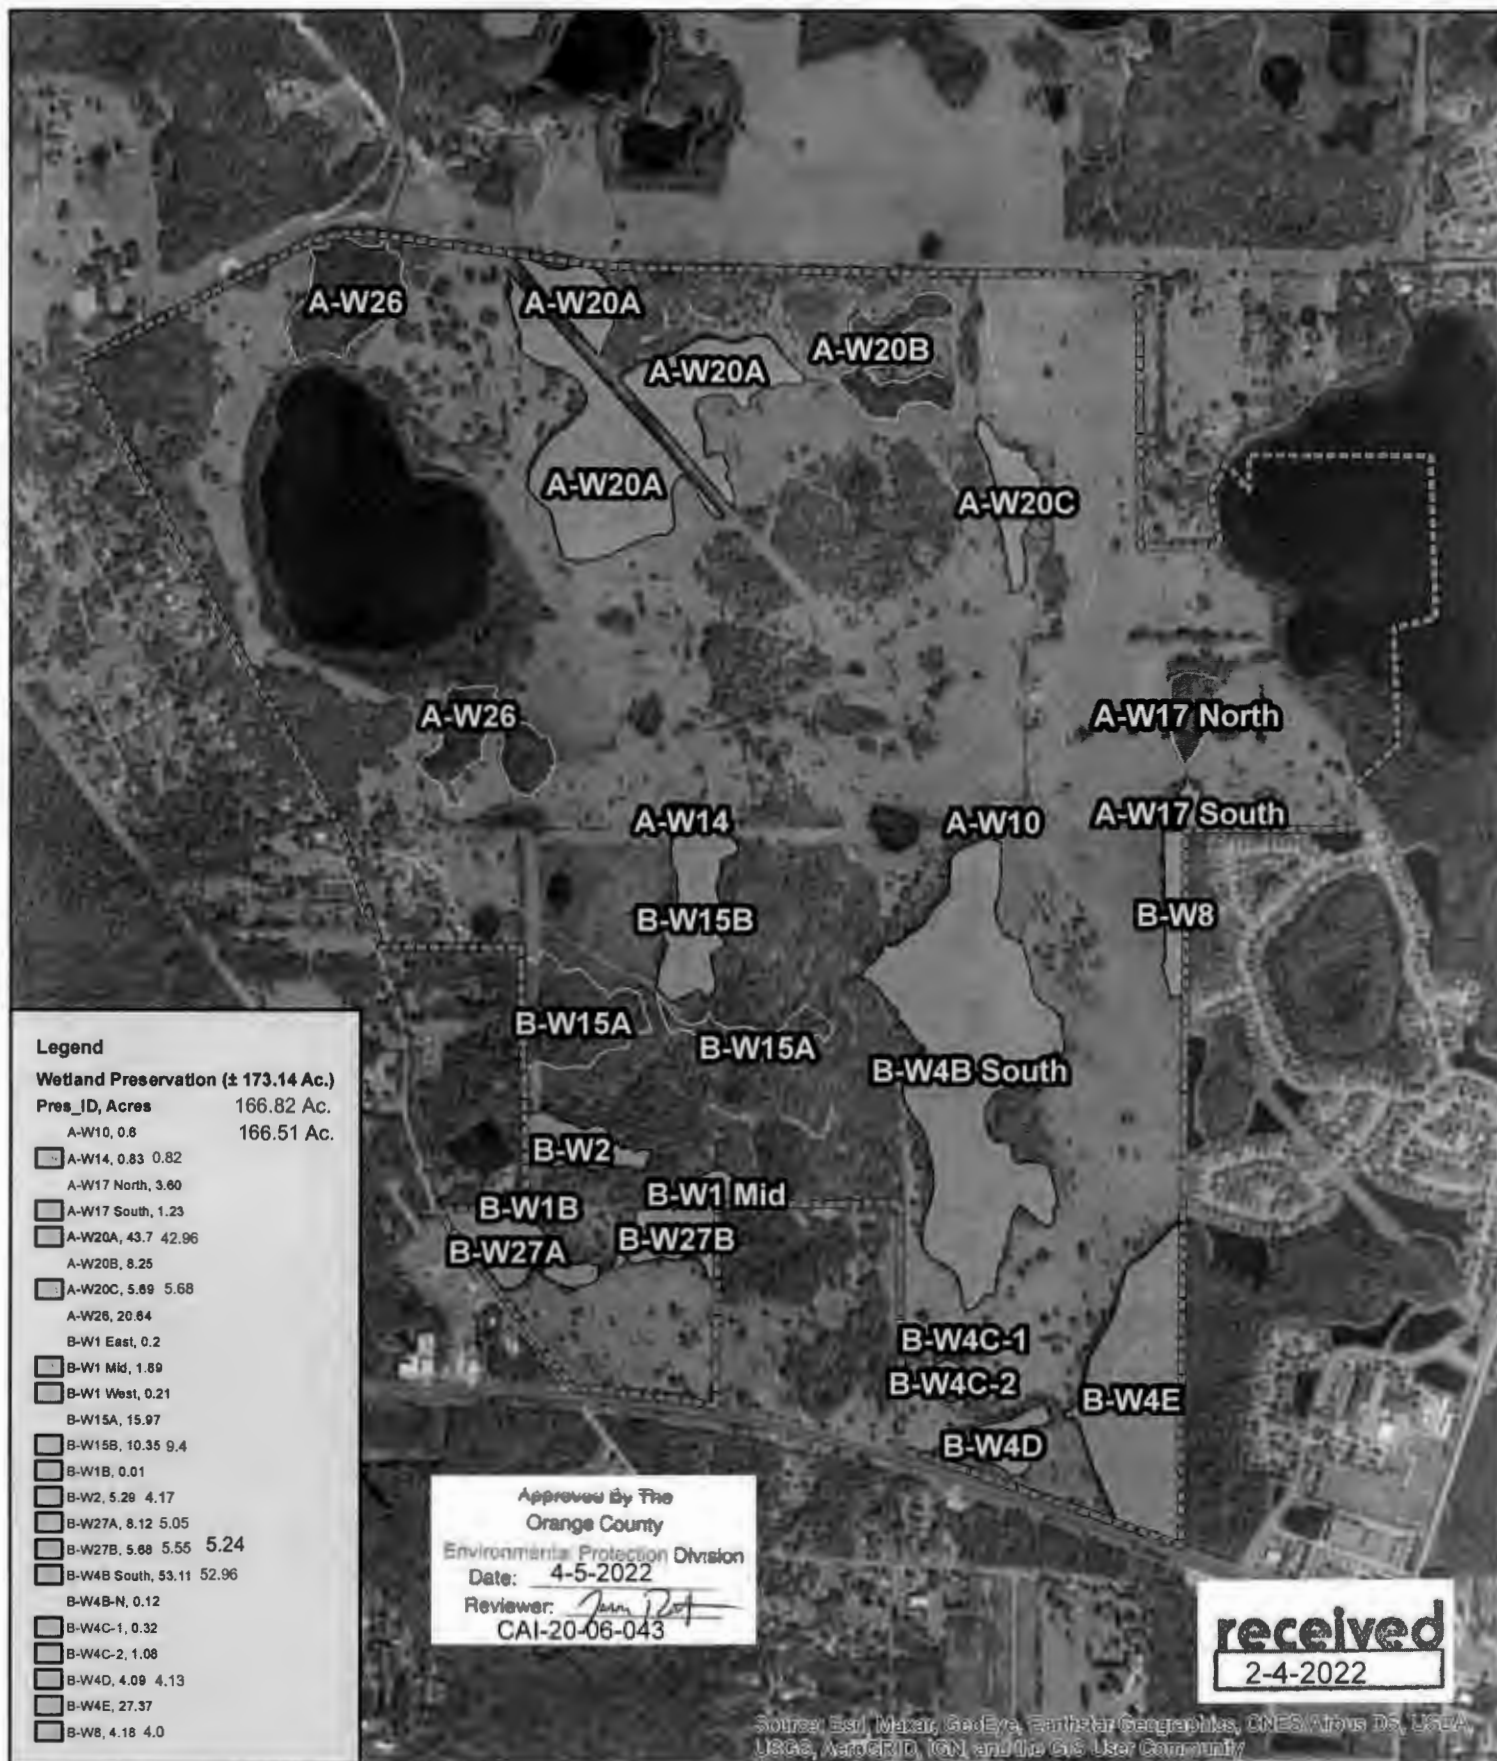 A-W26
A-W20A
A-W20A
A-W20B
A-W20A
A-W20C
A-W26
A-W17 North
A-W14
A-W10
A-W17 South
B-W15B
B-W8
B-W15A
B-W15A
B-W4B South
B-W2
B-W1 Mid
B-W1B
B-W27B
B-W27A
B-W4C-1
B-W4C-2
B-W4E
B-W4D
Legend
Wetland Preservation (± 173.14 Ac.)
Pres_ID, Acres 166.82 Ac.
A-W10, 0.6 166.51 Ac.
A-W14, 0.83 0.82
A-W17 North, 3.60
A-W17 South, 1.23
A-W20A, 43.7 42.96
A-W20B, 8.25
A-W20C, 5.69 5.68
A-W26, 20.64
B-W1 East, 0.2
B-W1 Mid, 1.89
B-W1 West, 0.21
B-W15A, 15.97
B-W15B, 10.35 9.4
B-W1B, 0.01
B-W2, 5.29 4.17
B-W27A, 8.12 5.05
B-W27B, 5.68 5.55 5.24
B-W4B South, 53.11 52.96
B-W4B-N, 0.12
B-W4C-1, 0.32
B-W4C-2, 1.08
B-W4D, 4.09 4.13
B-W4E, 27.37
B-W8, 4.18 4.0
Approved By The
Orange County
Environmental Protection Division
Date: 4-5-2022
Reviewer:
CAI-20-06-043
received
2-4-2022
Source: Esri, Maxar, GeoEye, Earthstar Geographics, CNES/Airbus DS, USDA,
USGS, AeroGRID, IGN, and the GIS User Community